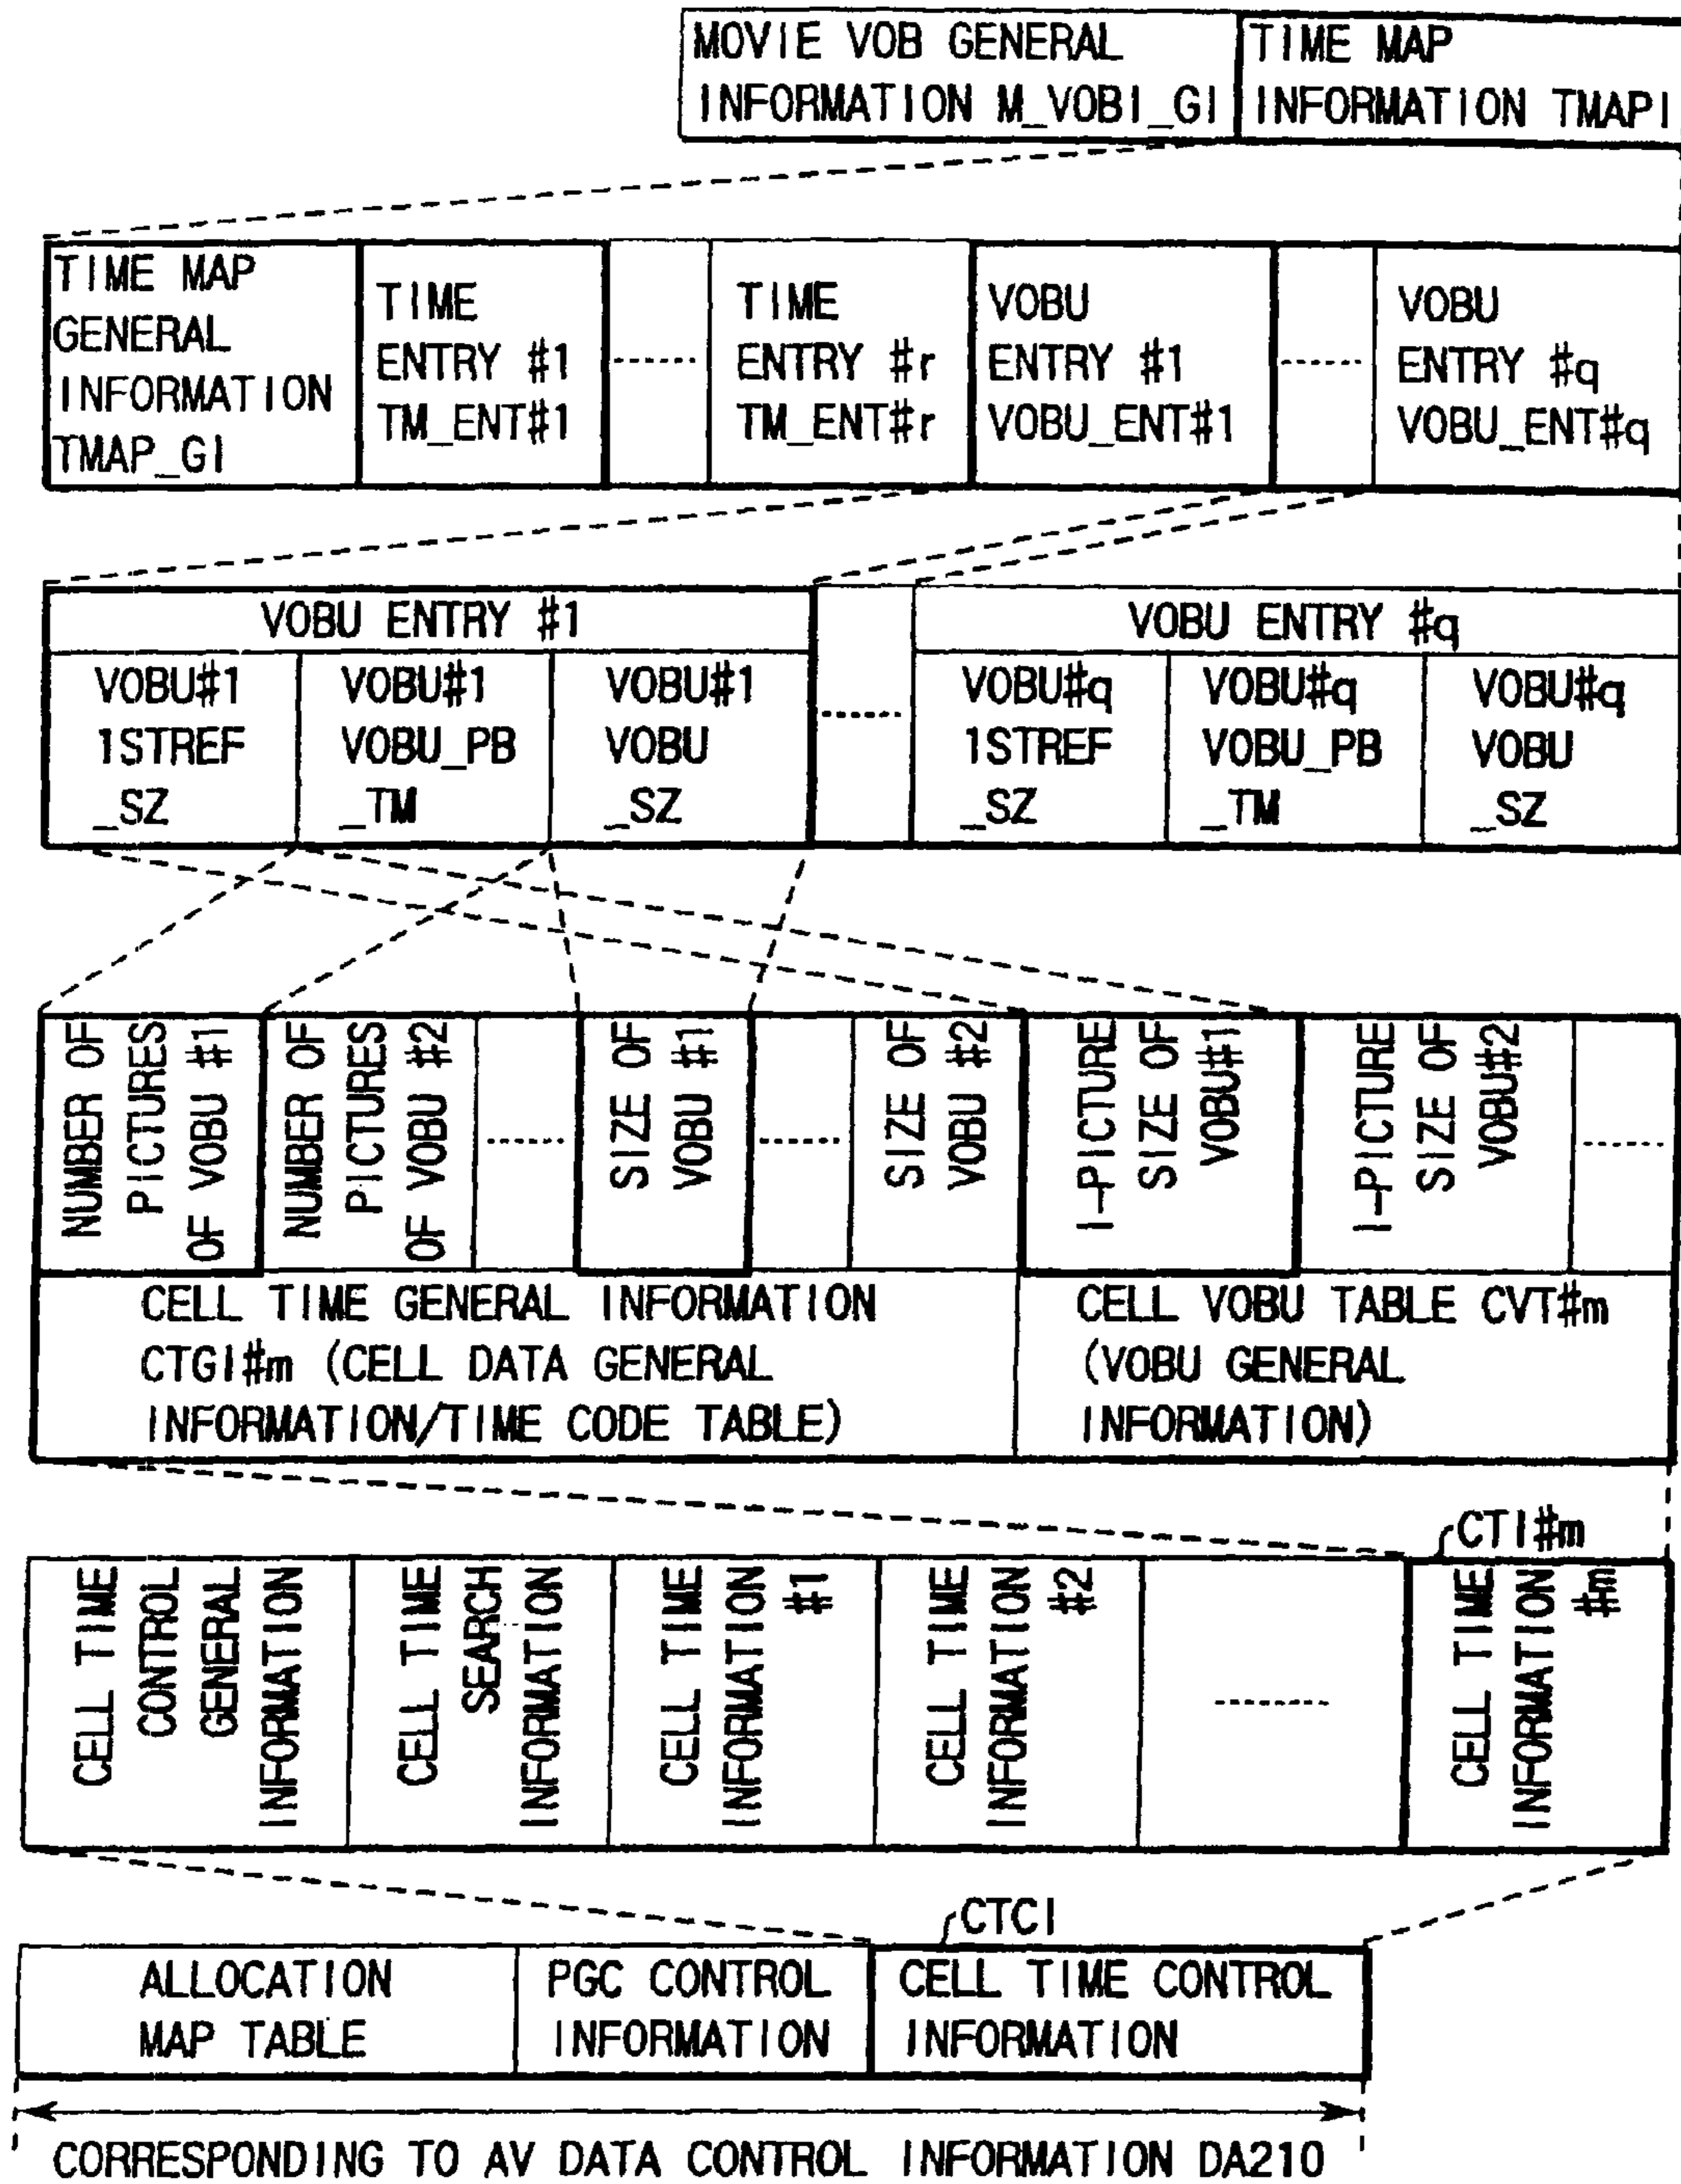 MOVIE VOB GENERAL
INFORMATION M_VOBI_GI
TIME MAP
INFORMATION TMAPI
TIME MAP
GENERAL
INFORMATION
TMAP_GI
TIME
ENTRY #1
TM_ENT#1
TIME
ENTRY #r
TM_ENT#r
VOBU
ENTRY #1
VOBU_ENT#1
VOBU
ENTRY #q
VOBU_ENT#q
VOBU ENTRY #1
VOBU#1
1STREF
_SZ
VOBU#1
VOBU_PB
_TM
VOBU#1
VOBU
_SZ
VOBU ENTRY #q
VOBU#q
1STREF
_SZ
VOBU#q
VOBU_PB
_TM
VOBU#q
VOBU
_SZ
NUMBER OF
PICTURES
OF VOBU #1
NUMBER OF
PICTURES
OF VOBU #2
SIZE OF
VOBU #1
SIZE OF
VOBU #2
I-PICTURE
SIZE OF
VOBU#1
I-PICTURE
SIZE OF
VOBU#2
CELL TIME GENERAL INFORMATION
CTGI#m (CELL DATA GENERAL
INFORMATION/TIME CODE TABLE)
CELL VOBU TABLE CVT#m
(VOBU GENERAL
INFORMATION)
CTI#m
CELL TIME
CONTROL
GENERAL
INFORMATION
CELL TIME
SEARCH
INFORMATION
CELL TIME
INFORMATION
#1
CELL TIME
INFORMATION
#2
CELL TIME
INFORMATION
#m
CTCI
ALLOCATION
MAP TABLE
PGC CONTROL
INFORMATION
CELL TIME CONTROL
INFORMATION
CORRESPONDING TO AV DATA CONTROL INFORMATION DA210